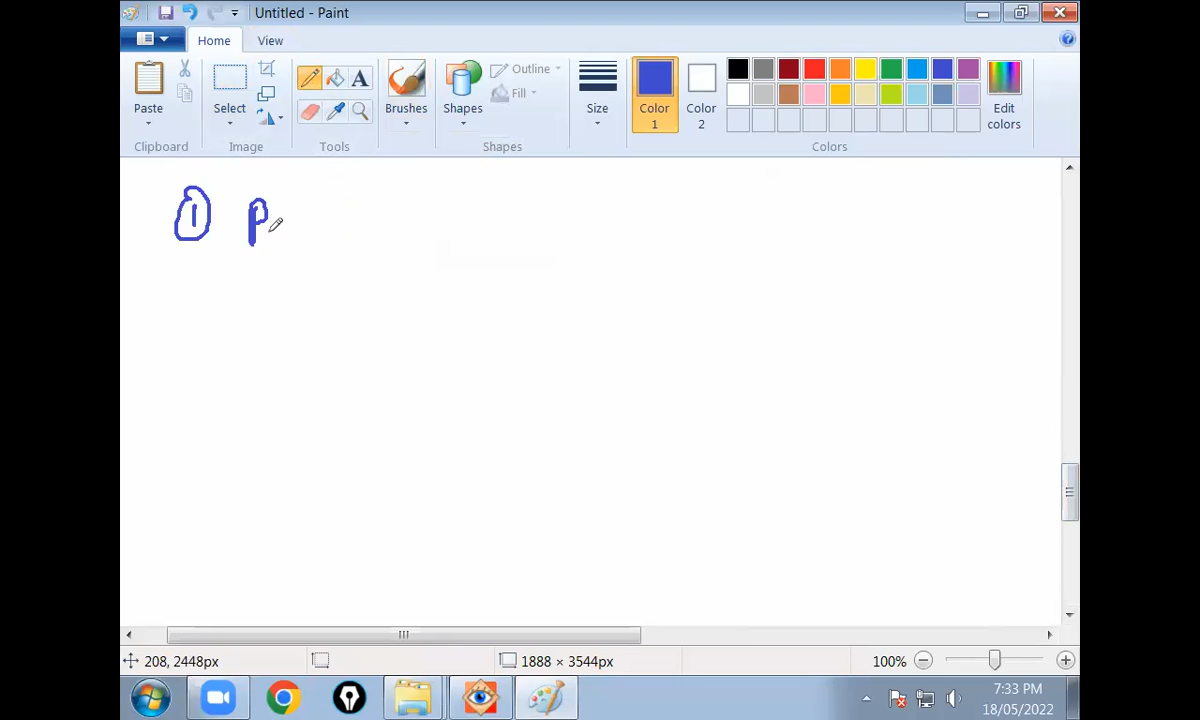 Untitled - Paint
Home View
Paste
Select
Brushes
Shapes
Outline
Fill
Size
Color 1
Color 2
Edit colors
Clipboard Image Tools Shapes Colors
① P
208, 2448px 1888 × 3544px 100%
7:33 PM
18/05/2022